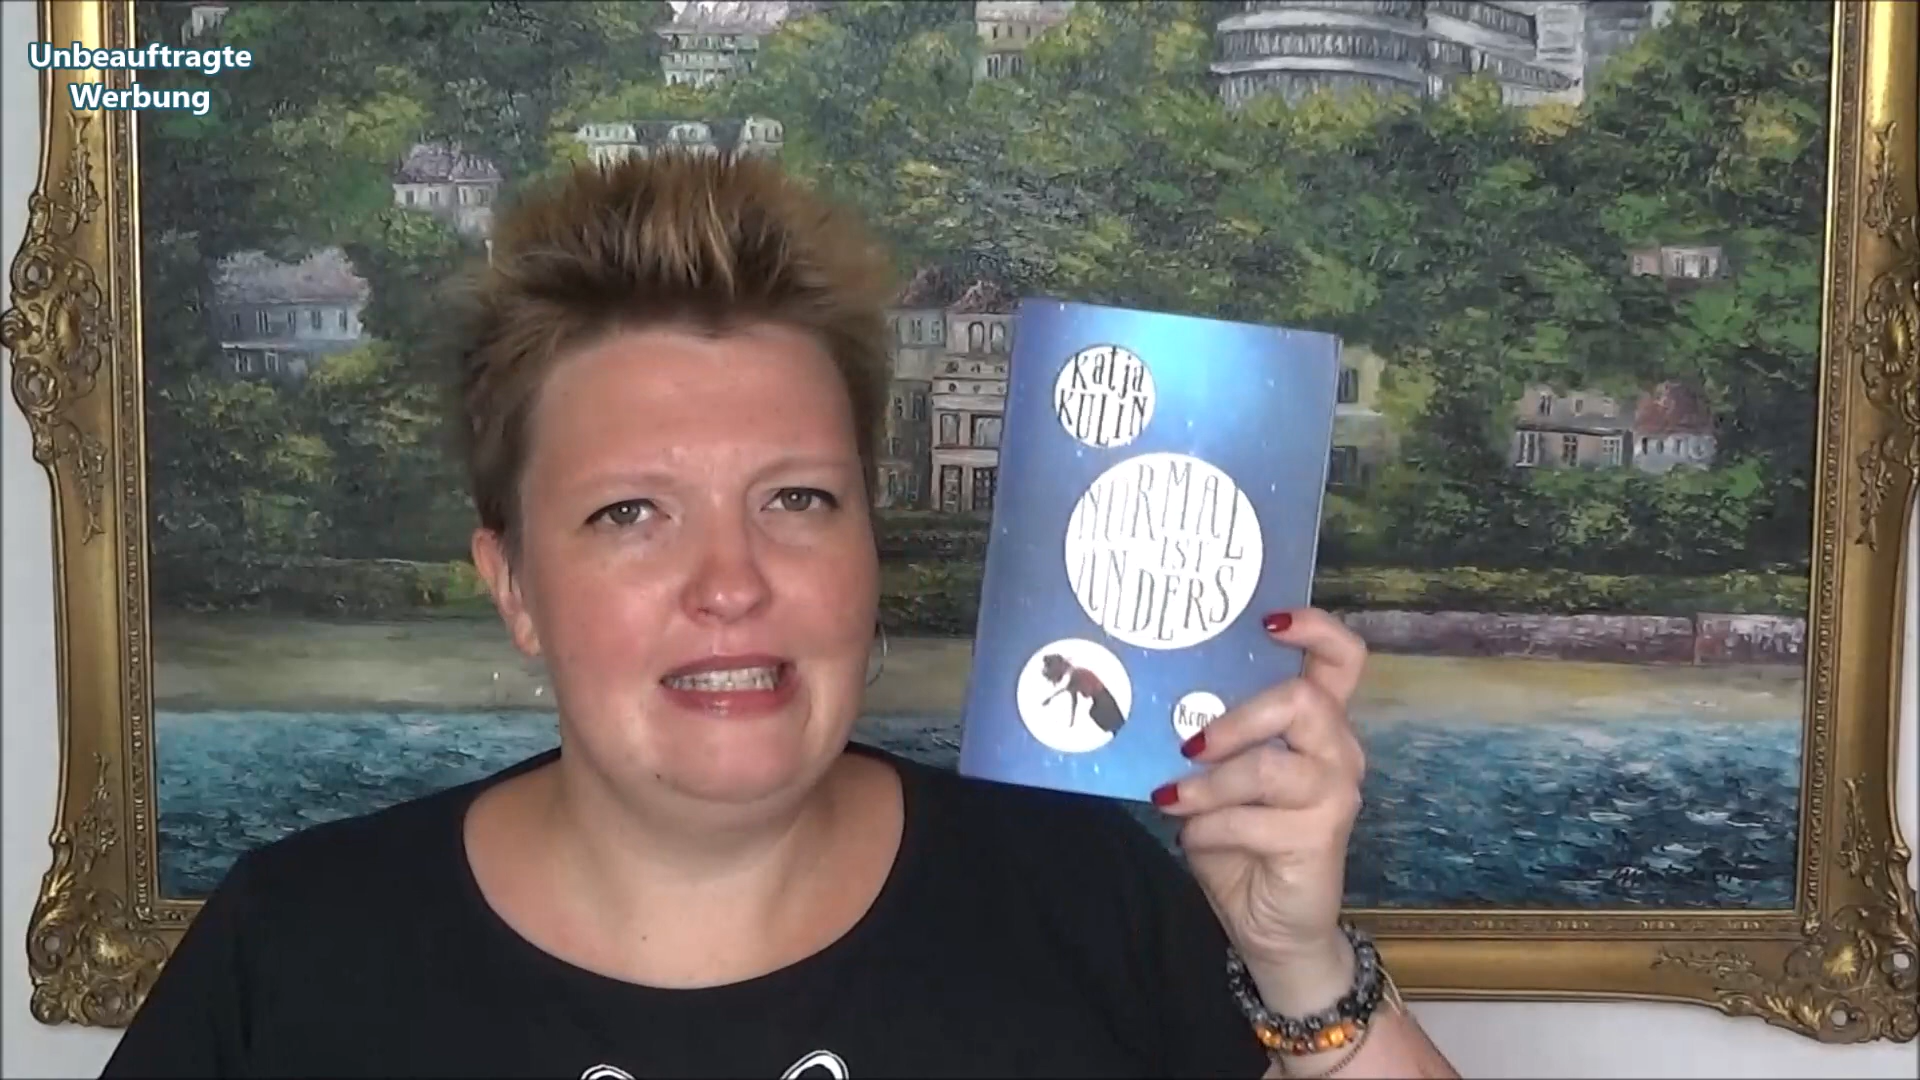 Unbeauftragte
Werbung
Katja
KULIN
NORMAL
IST
ANDERS